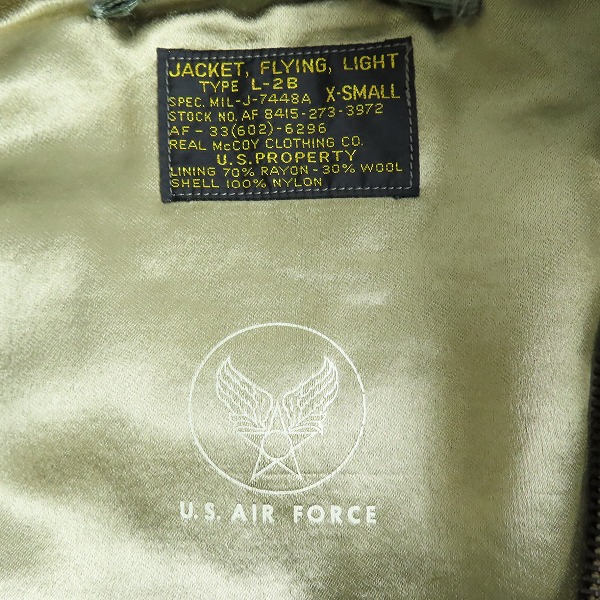 JACKET, FLYING, LIGHT
TYPE L-2B
SPEC. MIL-J-7448A X-SMALL
STOCK NO. AF 8415-273-3972
AF-33(602)-6296
REAL McCOY CLOTHING CO.
U.S. PROPERTY
LINING 70% RAYON-30% WOOL
SHELL 100% NYLON
U.S. AIR FORCE